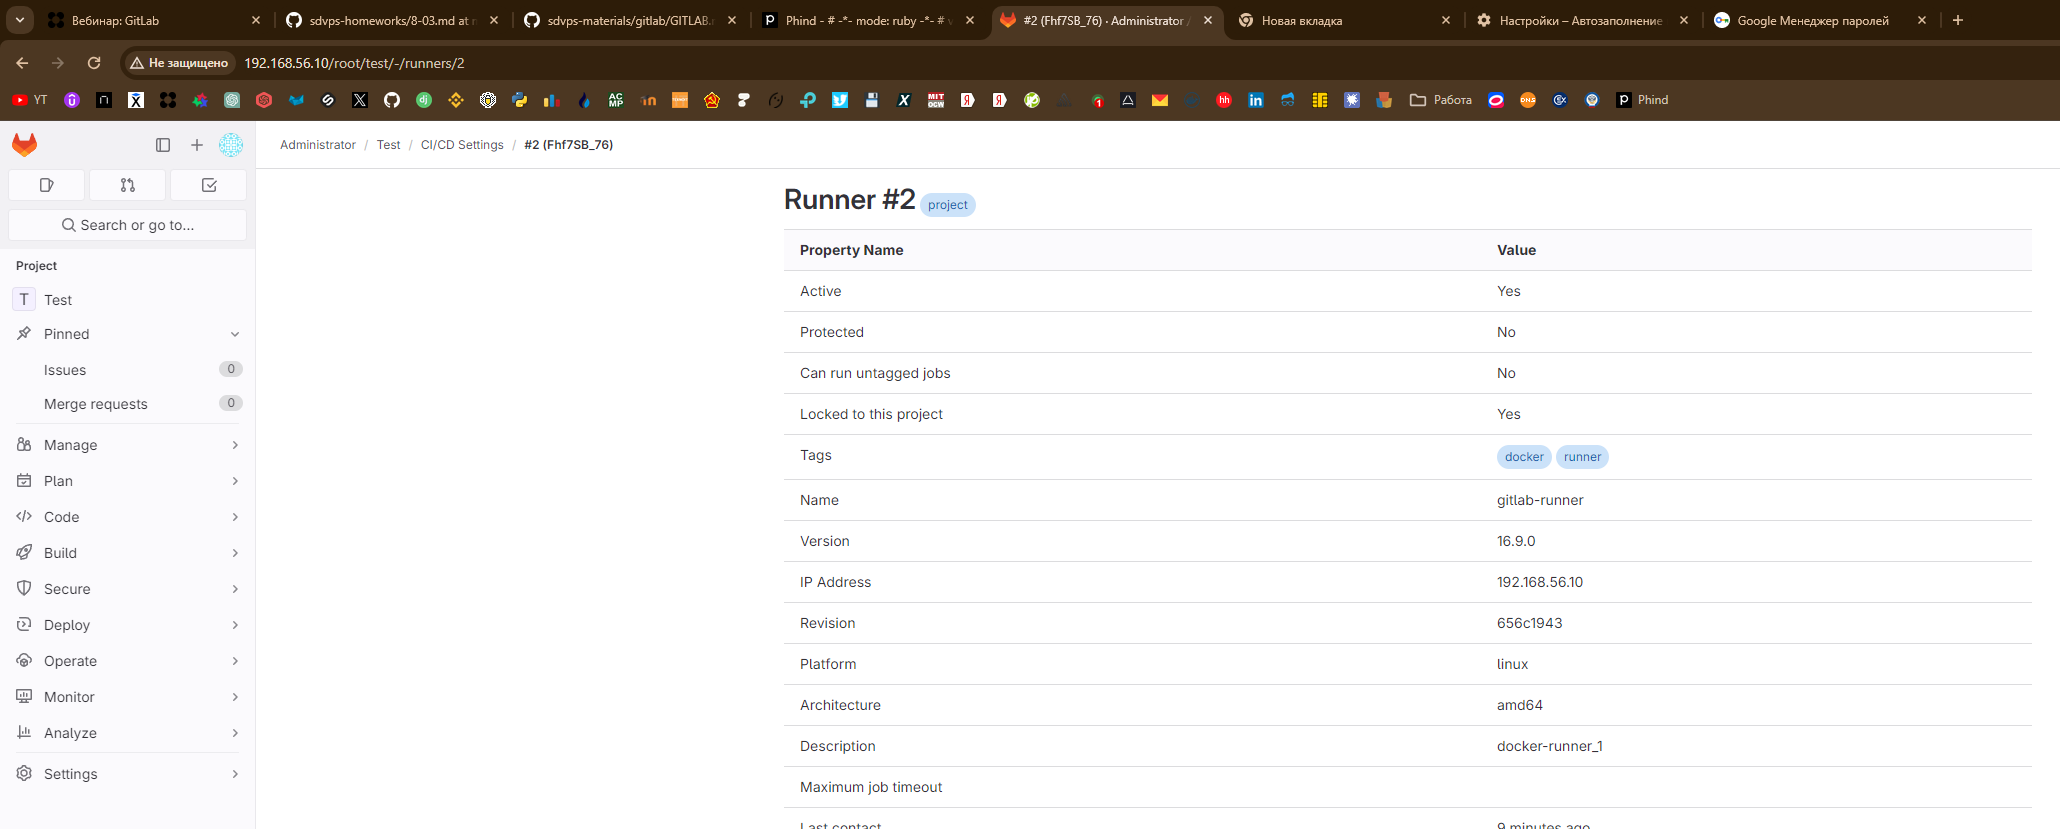 Вебинар: GitLab
sdvps-homeworks/8-03.md at
sdvps-materials/gitlab/GITLAB.
Phind - # -*- mode: ruby -*- #
#2 (Fhf7SB_76) · Administrator /
Новая вкладка
Настройки – Автозаполнение
Google Менеджер паролей
Не защищено 192.168.56.10/root/test/-/runners/2
YT
Работа
Phind
Administrator / Test / CI/CD Settings / #2 (Fhf7SB_76)
Search or go to...
Project
T Test
Pinned
Issues 0
Merge requests 0
Manage
Plan
Code
Build
Secure
Deploy
Operate
Monitor
Analyze
Settings
Runner #2 project
Property Name Value
Active Yes
Protected No
Can run untagged jobs No
Locked to this project Yes
Tags docker runner
Name gitlab-runner
Version 16.9.0
IP Address 192.168.56.10
Revision 656c1943
Platform linux
Architecture amd64
Description docker-runner_1
Maximum job timeout
Last contact 9 minutes ago